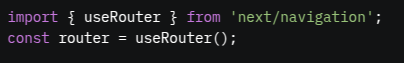 import { useRouter } from 'next/navigation';
const router = useRouter();